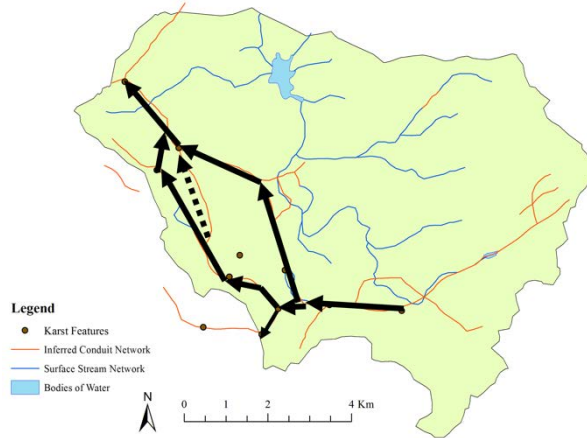 Legend
Karst Features
Inferred Conduit Network
Surface Stream Network
Bodies of Water
N
0 1 2 4 Km